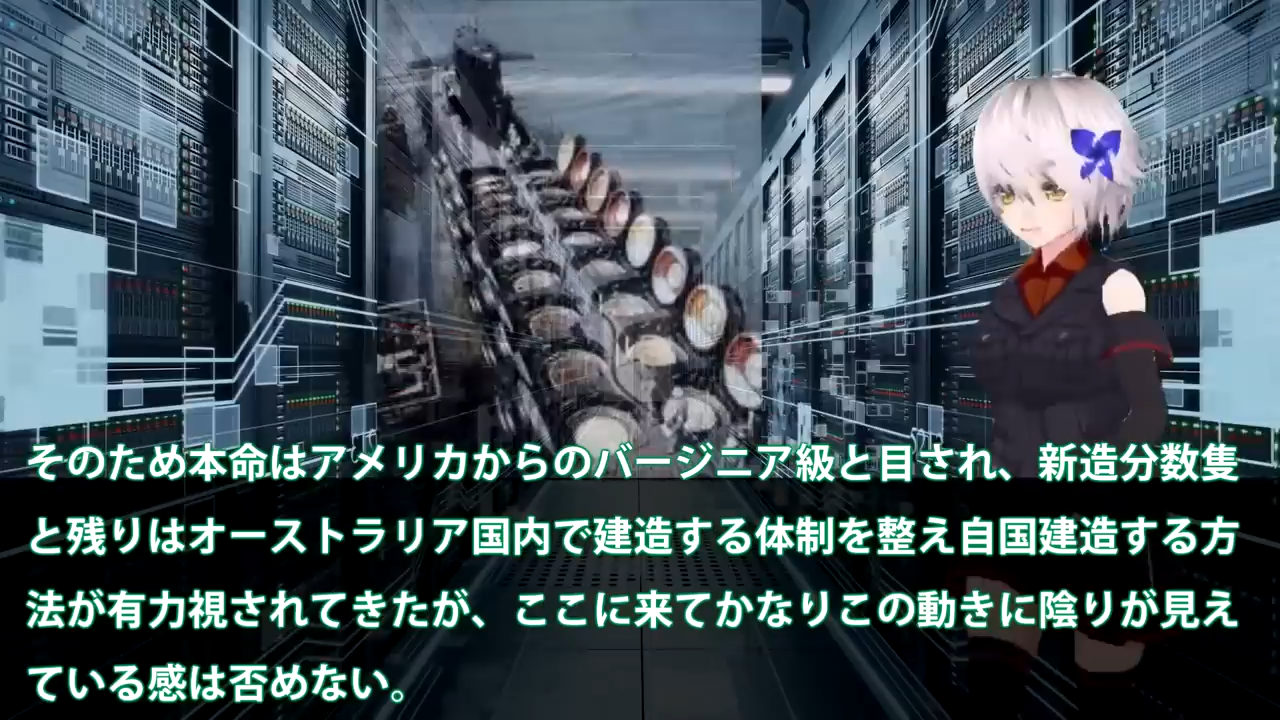 そのため本命はアメリカからのバージニア級と目され、新造分数隻
と残りはオーストラリア国内で建造する体制を整え自国建造する方
法が有力視されてきたが、ここに来てかなりこの動きに陰りが見え
ている感は否めない。